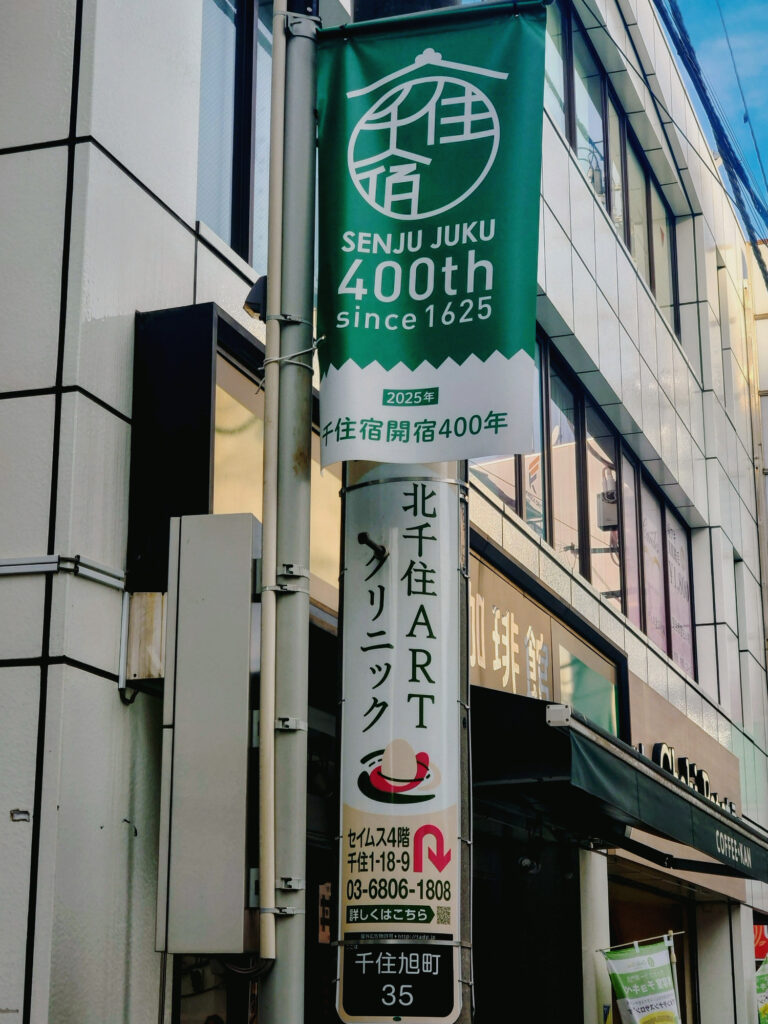 千住宿
SENJU JUKU
400th
since 1625
2025年
千住宿開宿400年
北千住ART
クリニック
セイムス4階
千住1-18-9
03-6806-1808
詳しくはこちら
千住旭町
35
珈琲館
COFFEE-KAN